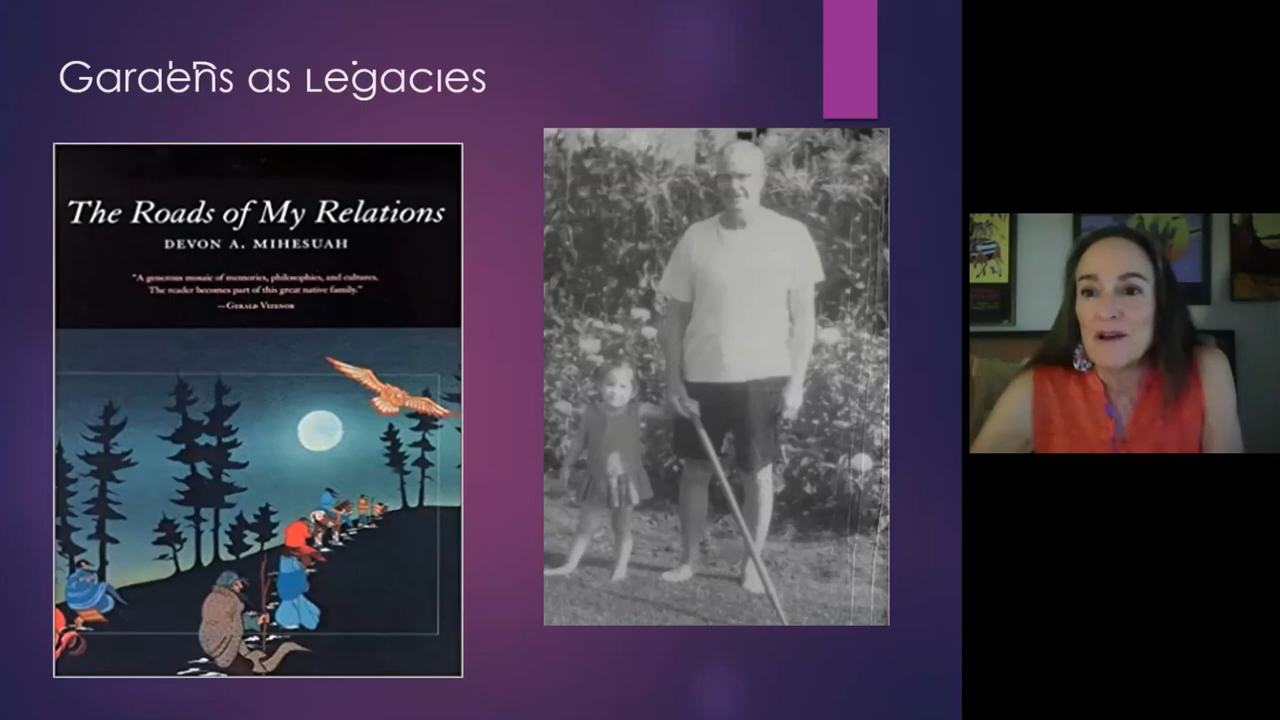 Gardens as Legacies
The Roads of My Relations
DEVON A. MIHESUAH
"A generous mosaic of memories, philosophies, and cultures.
The reader becomes part of this great native family."
—GERALD VIZENOR